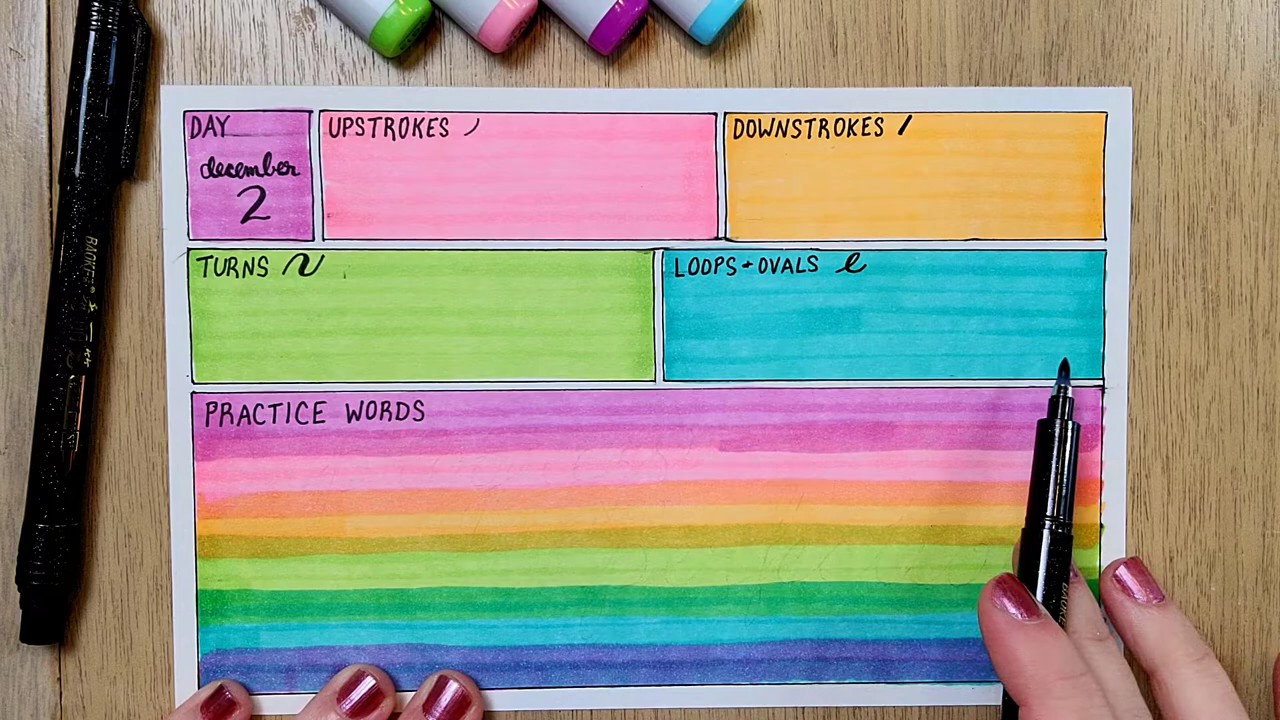 DAY
december
2
UPSTROKES
DOWNSTROKES
TURNS
LOOPS + OVALS
PRACTICE WORDS